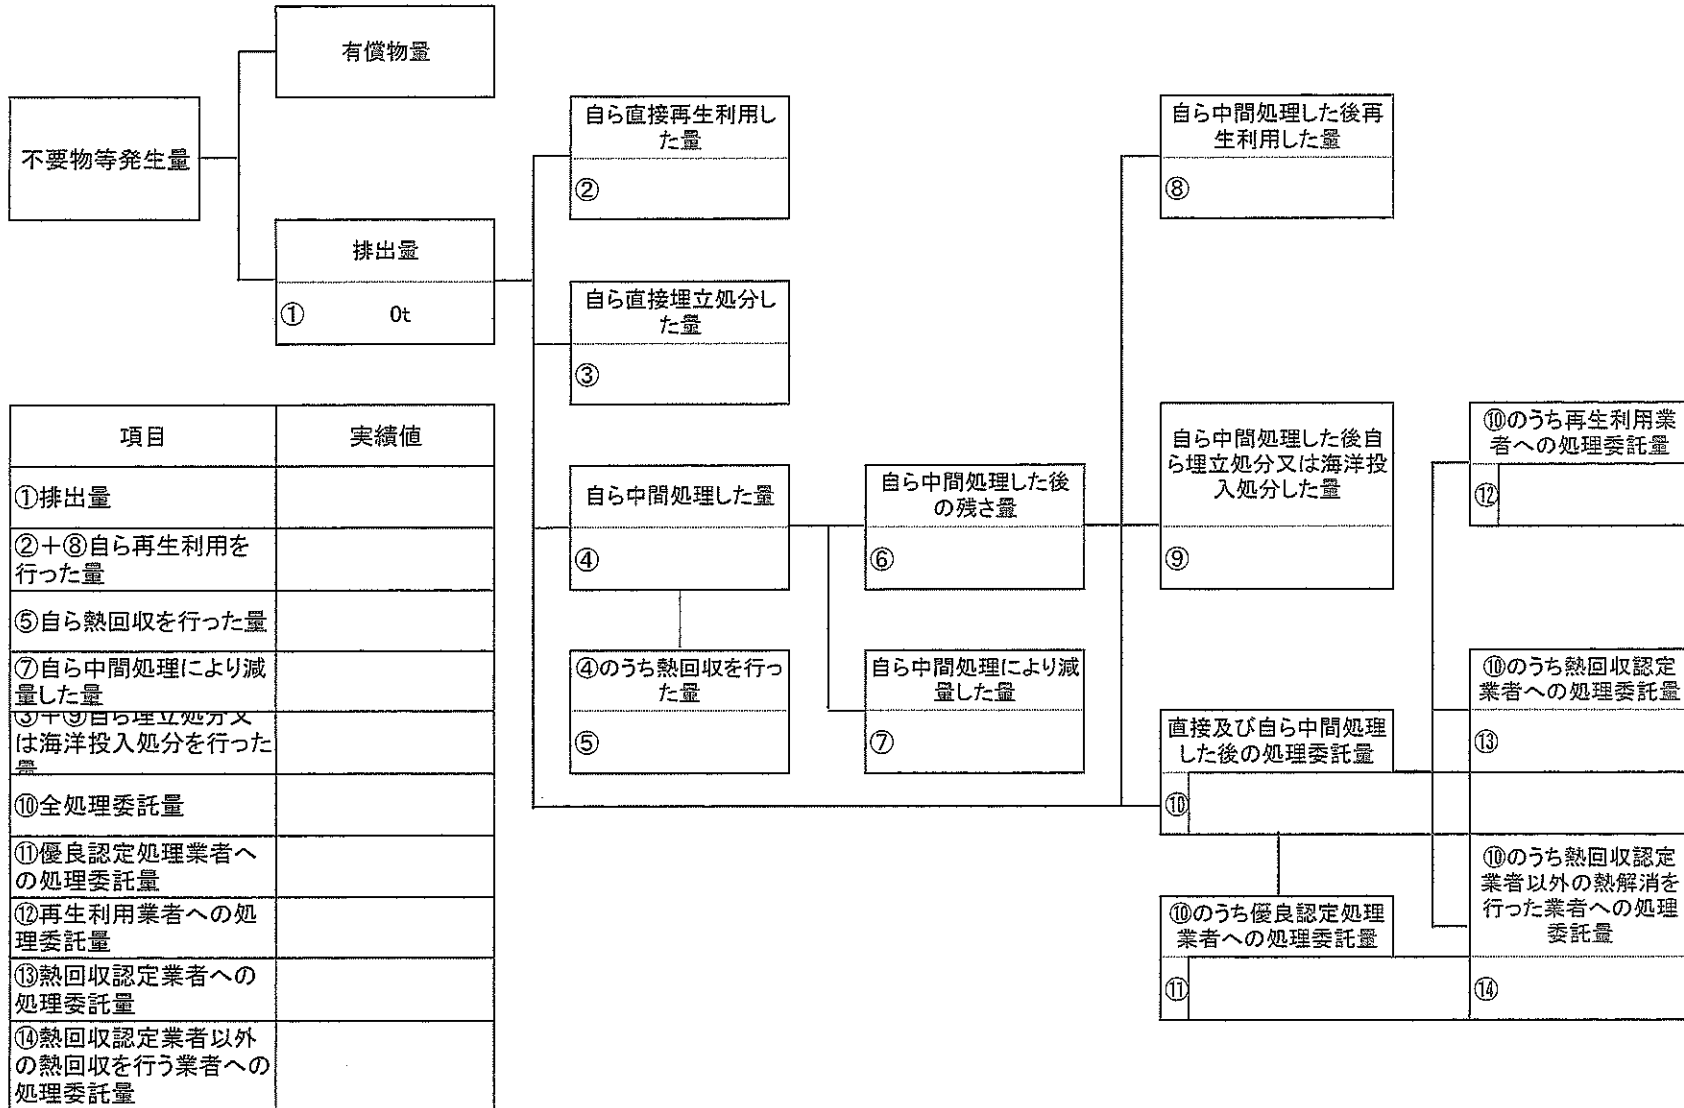 有償物量
不要物等発生量
排出量
① 0t
自ら直接再生利用し
た量
②
自ら直接埋立処分し
た量
③
自ら中間処理した量
④
④のうち熱回収を行っ
た量
⑤
自ら中間処理した後
の残さ量
⑥
自ら中間処理により減
量した量
⑦
自ら中間処理した後再
生利用した量
⑧
自ら中間処理した後自
ら埋立処分又は海洋投
入処分した量
⑨
直接及び自ら中間処理
した後の処理委託量
⑩
⑩のうち優良認定処理
業者への処理委託量
⑪
⑩のうち再生利用業
者への処理委託量
⑫
⑩のうち熱回収認定
業者への処理委託量
⑬
⑩のうち熱回収認定
業者以外の熱解消を
行った業者への処理
委託量
⑭
項目 実績値
①排出量
②+⑧自ら再生利用を
行った量
⑤自ら熱回収を行った量
⑦自ら中間処理により減
量した量
③+⑨自ら埋立処分又
は海洋投入処分を行った
量
⑩全処理委託量
⑪優良認定処理業者へ
の処理委託量
⑫再生利用業者への処
理委託量
⑬熱回収認定業者への
処理委託量
⑭熱回収認定業者以外
の熱回収を行う業者への
処理委託量